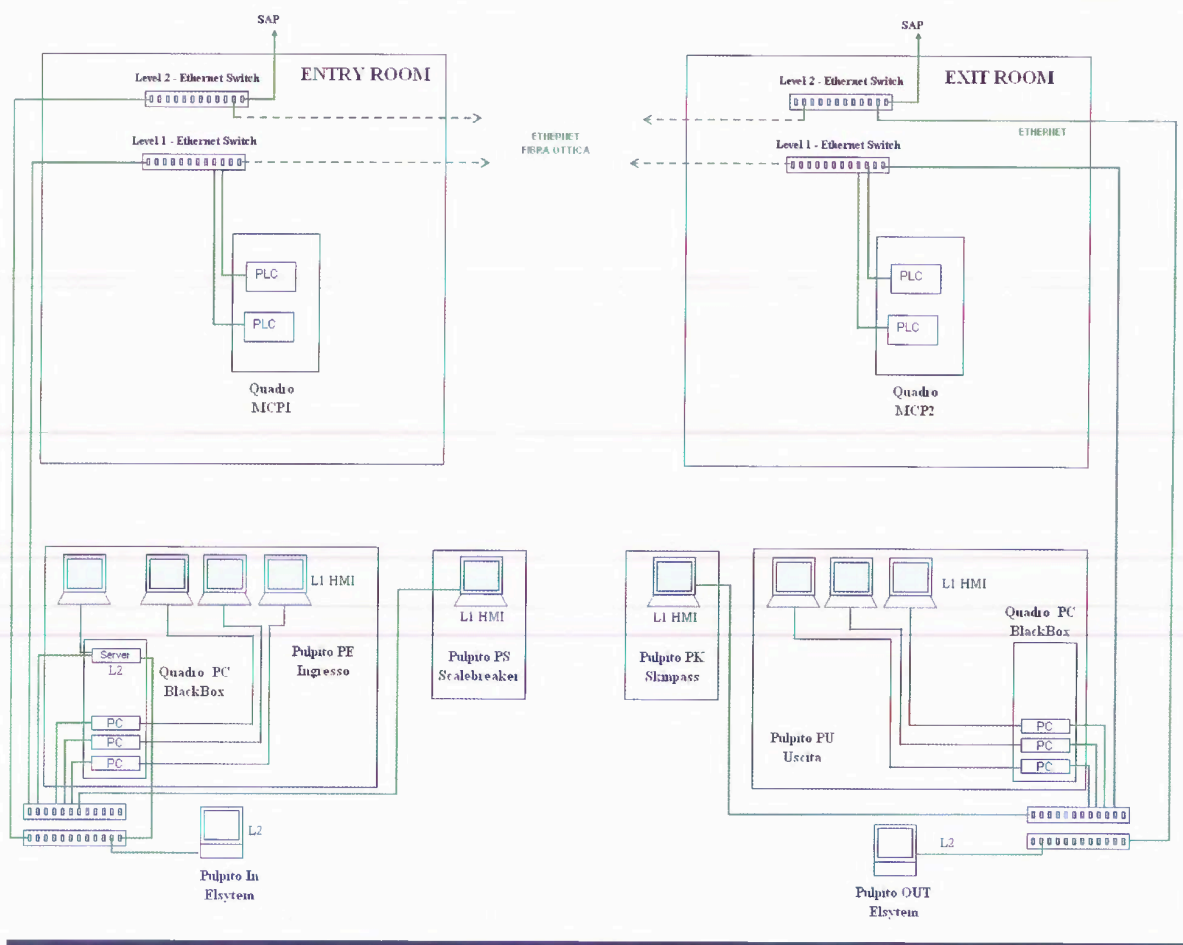 SAP
SAP
ENTRY ROOM
EXIT ROOM
Level 2 - Ethernet Switch
Level 2 - Ethernet Switch
ETHERNET
FIBRA OTTICA
ETHERNET
Level 1 - Ethernet Switch
Level 1 - Ethernet Switch
PLC
PLC
PLC
PLC
Quadro
MCP1
Quadro
MCP2
L1 HMI
L1 HMI
L1 HMI
L1 HMI
Quadro PC
BlackBox
Server
L2
Quadro PC
BlackBox
Pulpito PE
Ingresso
Pulpito PS
Scalebreaker
Pulpito PK
Skinpass
PC
PC
PC
Pulpito PU
Uscita
PC
PC
PC
L2
L2
Pulpito In
Elsytem
Pulpito OUT
Elsytem